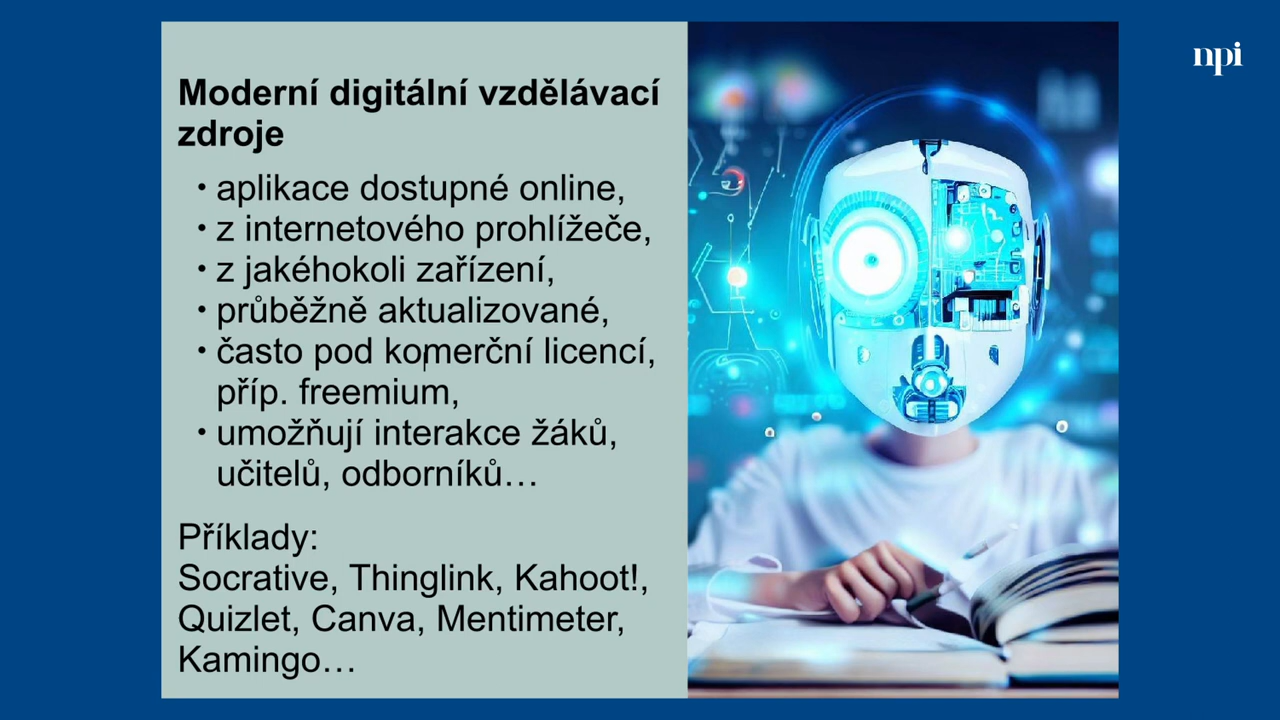 npi
Moderní digitální vzdělávací
zdroje
• aplikace dostupné online,
• z internetového prohlížeče,
• z jakéhokoli zařízení,
• průběžně aktualizované,
• často pod komerční licencí,
příp. freemium,
• umožňují interakce žáků,
učitelů, odborníků…
Příklady:
Socrative, Thinglink, Kahoot!,
Quizlet, Canva, Mentimeter,
Kamingo…